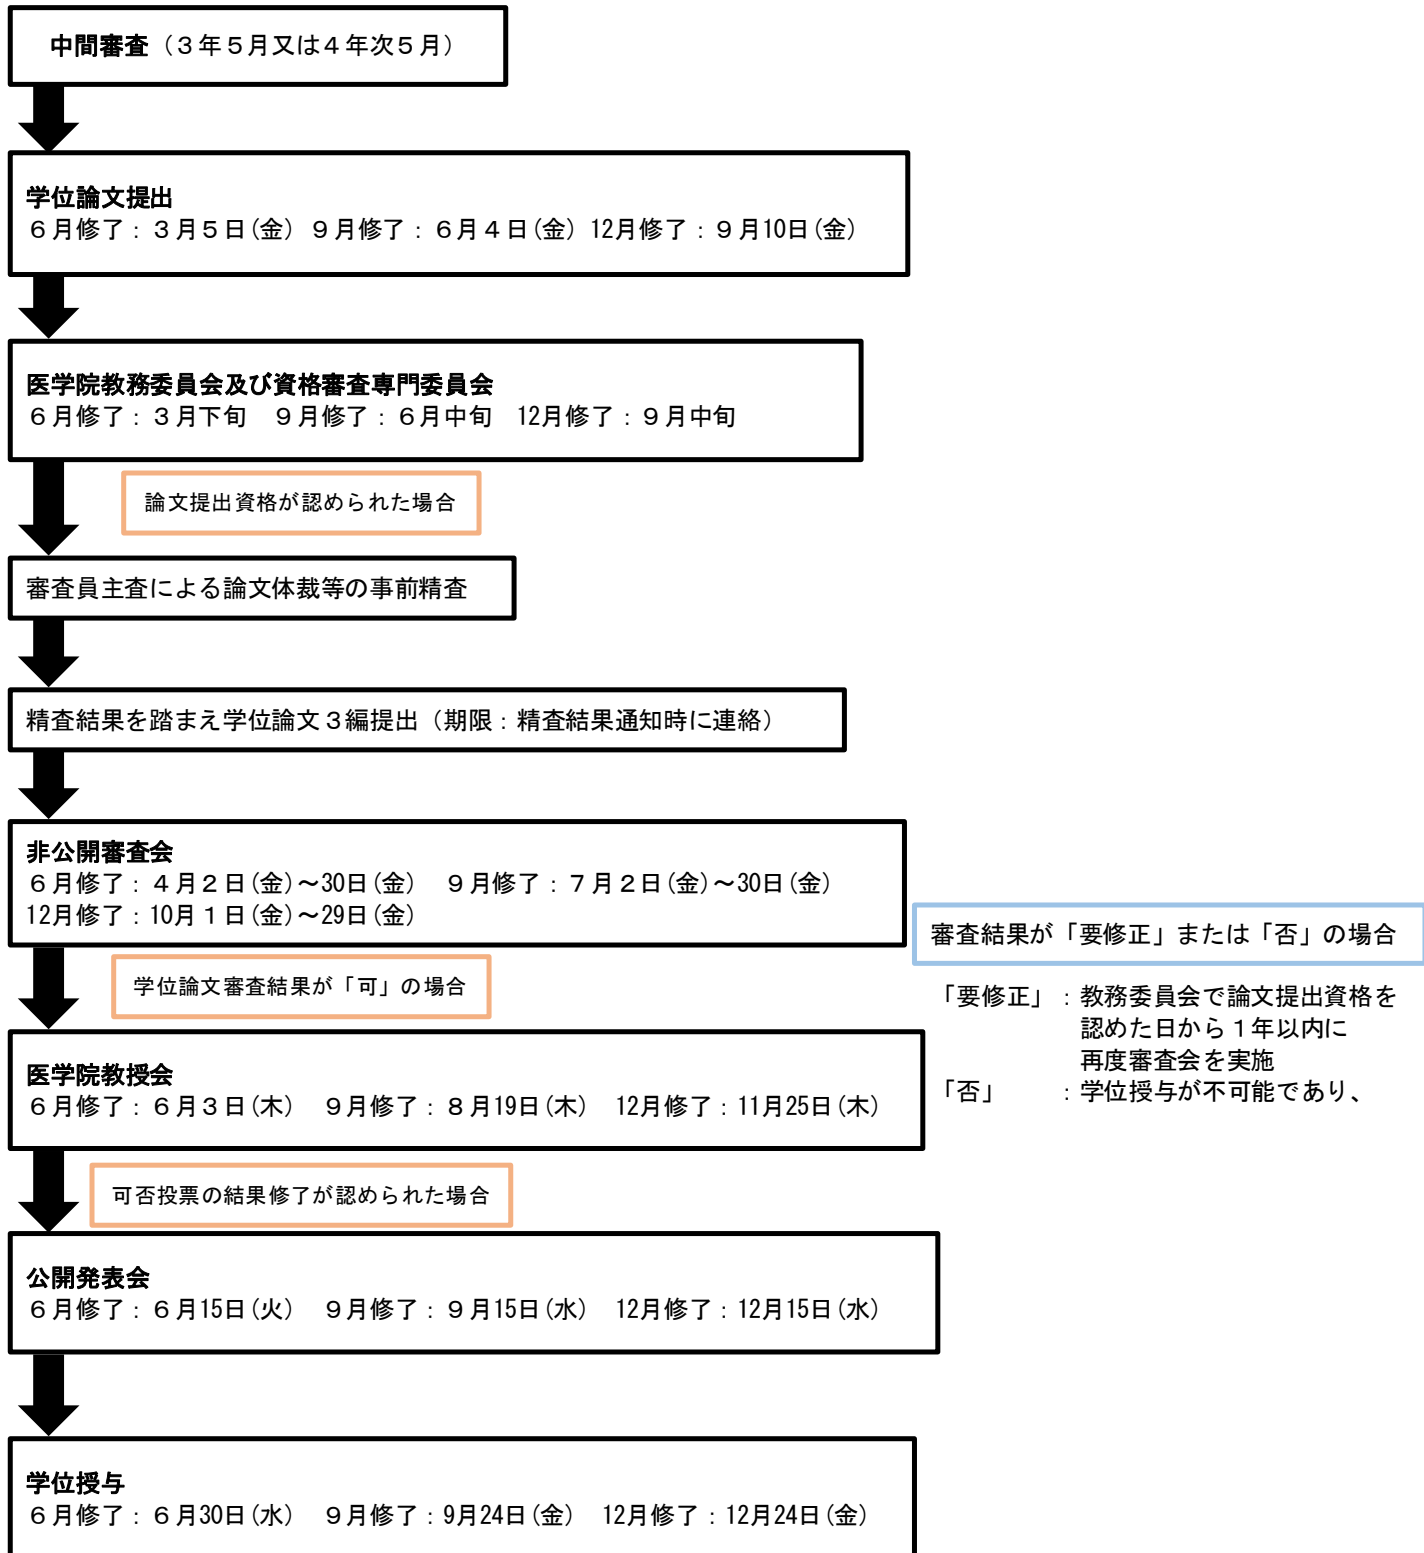 中間審査（３年５月又は４年次５月）
学位論文提出
６月修了：３月５日(金) ９月修了：６月４日(金) 12月修了：９月10日(金)
医学院教務委員会及び資格審査専門委員会
６月修了：３月下旬　９月修了：６月中旬　12月修了：９月中旬
論文提出資格が認められた場合
審査員主査による論文体裁等の事前精査
精査結果を踏まえ学位論文３編提出（期限：精査結果通知時に連絡）
非公開審査会
６月修了：４月２日(金)～30日(金)　９月修了：７月２日(金)～30日(金)
12月修了：10月１日(金)～29日(金)
審査結果が「要修正」または「否」の場合
学位論文審査結果が「可」の場合
「要修正」：教務委員会で論文提出資格を
認めた日から１年以内に
再度審査会を実施
「否」　　：学位授与が不可能であり、
医学院教授会
６月修了：６月３日(木)　９月修了：８月19日(木)　12月修了：11月25日(木)
可否投票の結果修了が認められた場合
公開発表会
６月修了：６月15日(火)　９月修了：９月15日(水)　12月修了：12月15日(水)
学位授与
６月修了：６月30日(水)　９月修了：9月24日(金)　12月修了：12月24日(金)